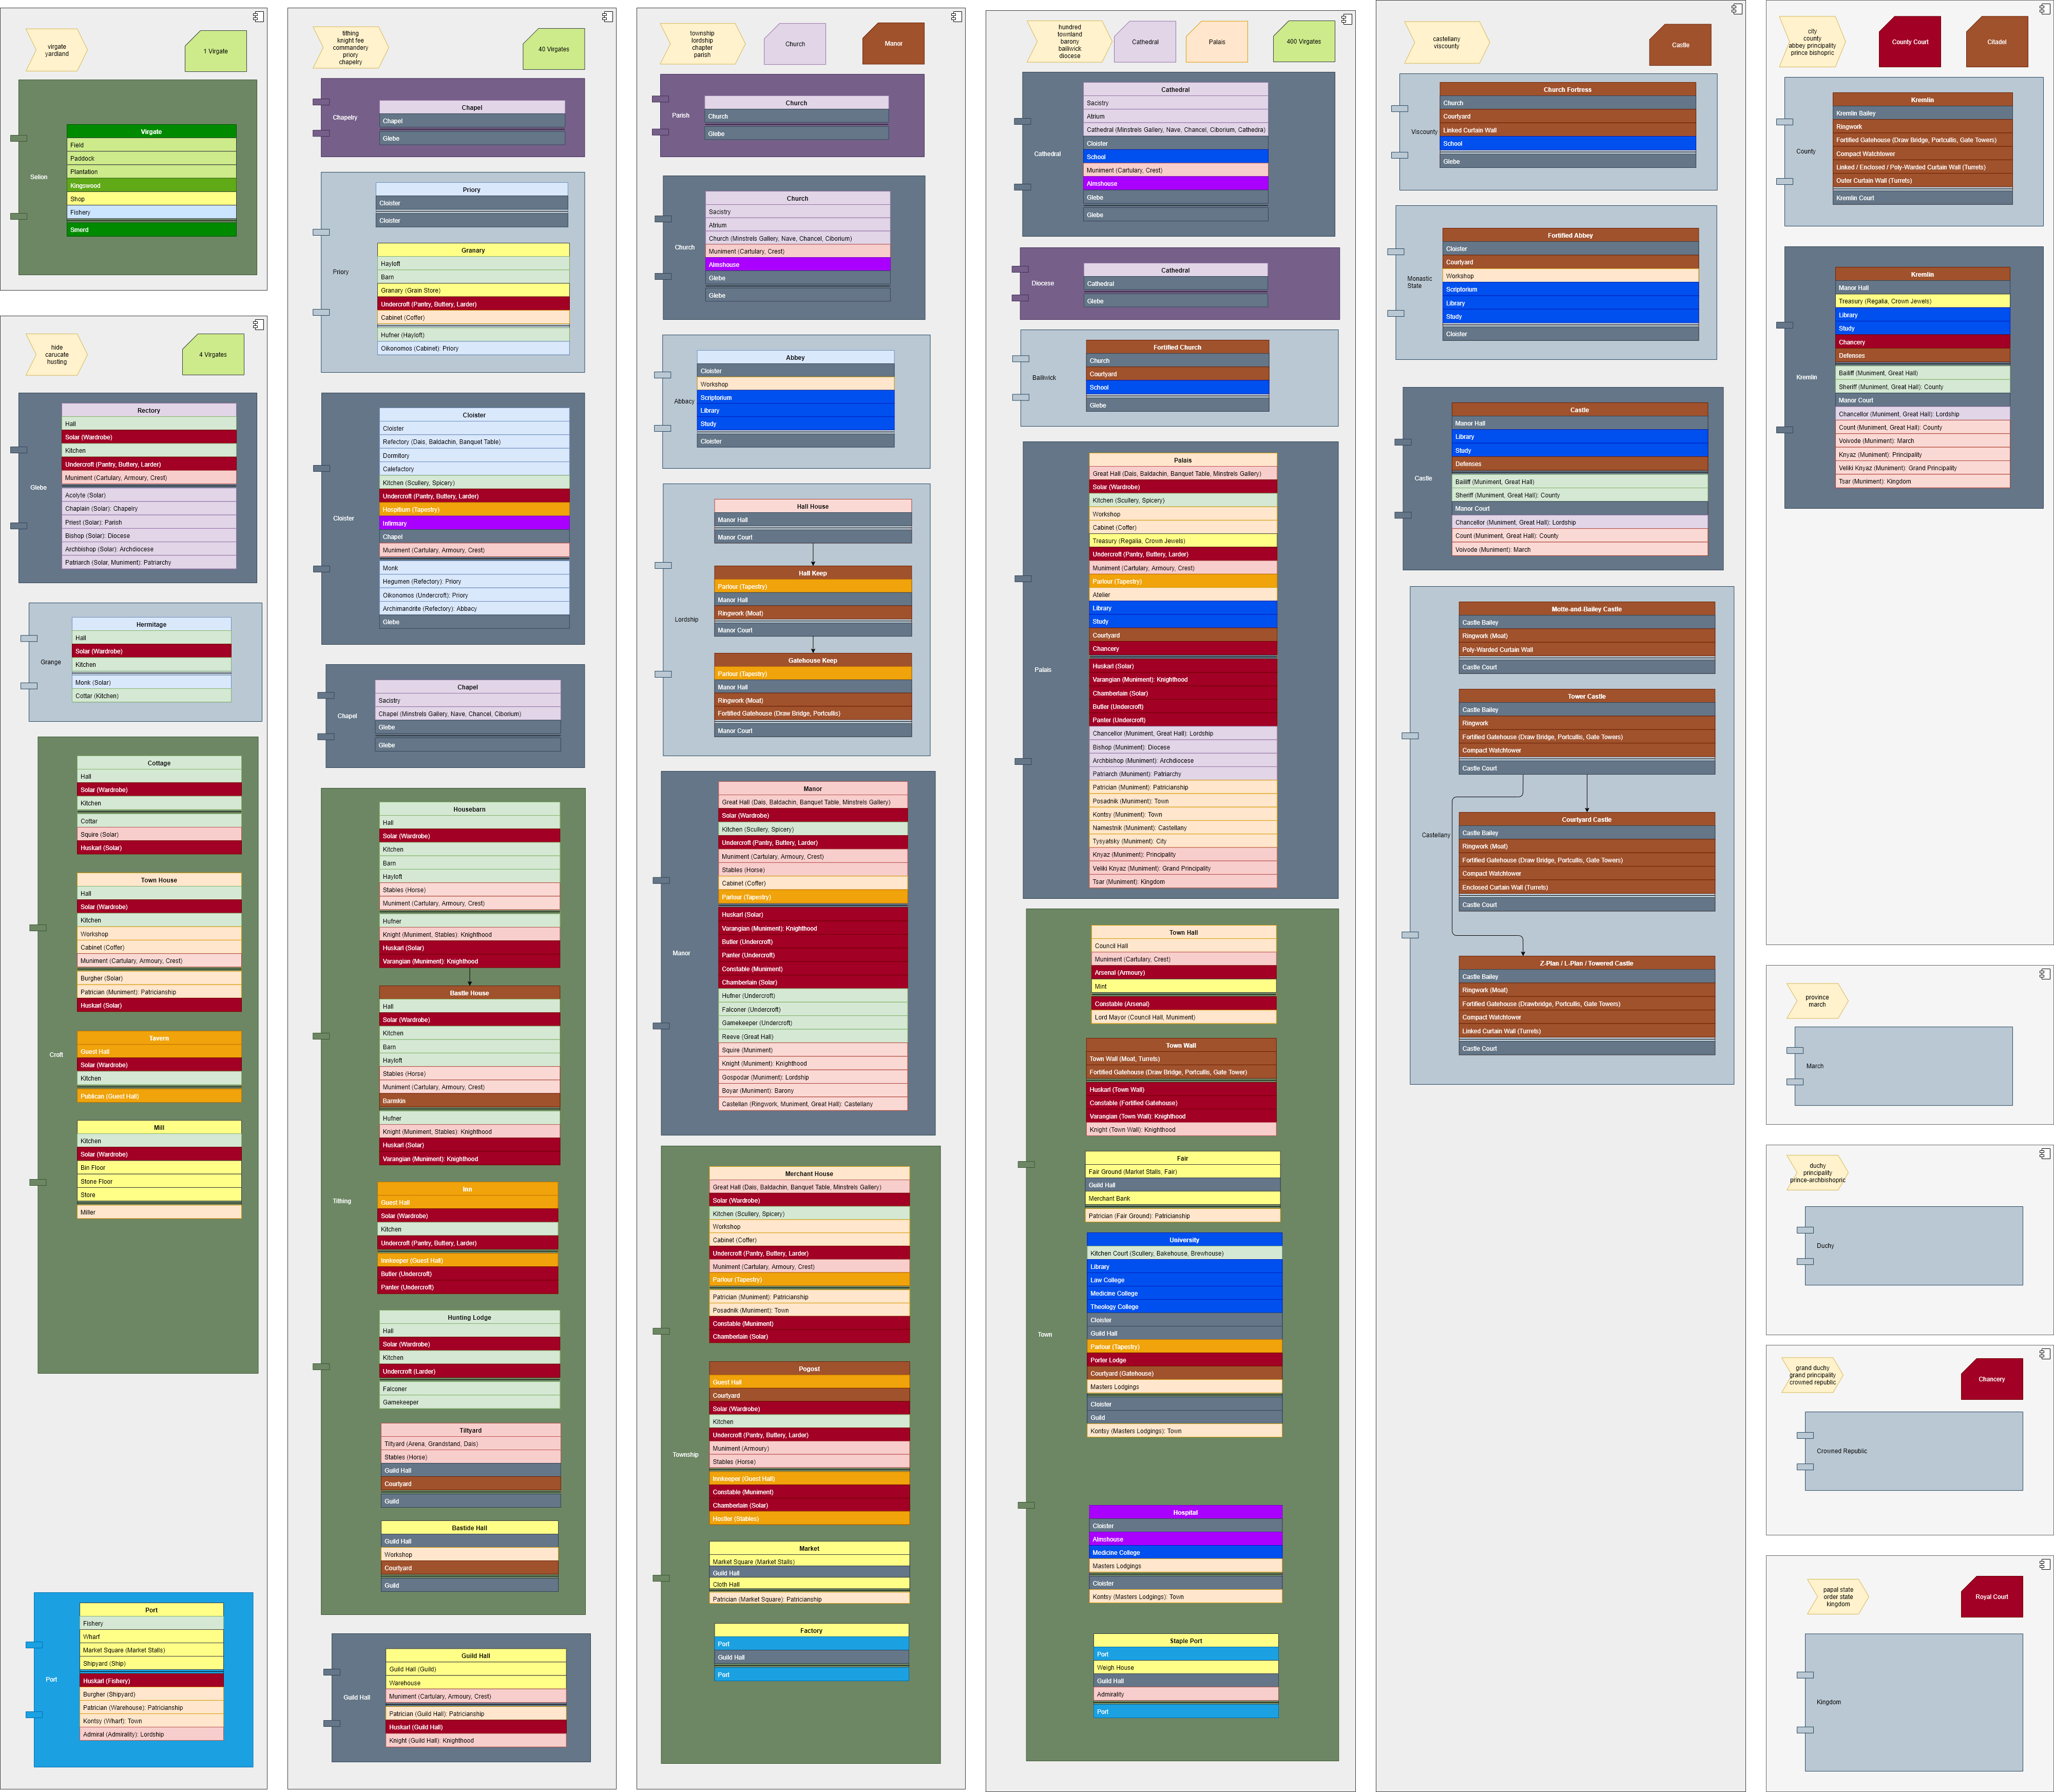 virgate
yardland
1 Virgate
Selion
Virgate
Field
Paddock
Plantation
Kingswood
Shop
Fishery
Smerd
hide
carucate
husting
4 Virgates
Glebe
Rectory
Hall
Solar (Wardrobe)
Kitchen
Undercroft (Pantry, Buttery, Larder)
Muniment (Cartulary, Armoury, Crest)
Acolyte (Solar)
Chaplain (Solar): Chapelry
Priest (Solar): Parish
Bishop (Solar): Diocese
Archbishop (Solar): Archdiocese
Patriarch (Solar, Muniment): Patriarchy
Grange
Hermitage
Hall
Solar (Wardrobe)
Kitchen
Monk (Solar)
Cottar (Kitchen)
Croft
Cottage
Hall
Solar (Wardrobe)
Kitchen
Cottar
Squire (Solar)
Huskarl (Solar)
Town House
Hall
Solar (Wardrobe)
Kitchen
Workshop
Cabinet (Coffer)
Muniment (Cartulary, Armoury, Crest)
Burgher (Solar)
Patrician (Muniment): Patricianship
Huskarl (Solar)
Tavern
Guest Hall
Solar (Wardrobe)
Kitchen
Publican (Guest Hall)
Mill
Kitchen
Solar (Wardrobe)
Bin Floor
Stone Floor
Store
Miller
Port
Port
Fishery
Wharf
Market Square (Market Stalls)
Shipyard (Ship)
Huskarl (Fishery)
Burgher (Shipyard)
Patrician (Warehouse): Patricianship
Kontsy (Wharf): Town
Admiral (Admirality): Lordship
tithing
knight fee
commandery
priory
chapelry
40 Virgates
Chapelry
Chapel
Chapel
Glebe
Priory
Priory
Cloister
Cloister
Granary
Hayloft
Barn
Granary (Grain Store)
Undercroft (Pantry, Buttery, Larder)
Cabinet (Coffer)
Hufner (Hayloft)
Oikonomos (Cabinet): Priory
Cloister
Cloister
Cloister
Refectory (Dais, Baldachin, Banquet Table)
Dormitory
Calefactory
Kitchen (Scullery, Spicery)
Undercroft (Pantry, Buttery, Larder)
Hospitium (Tapestry)
Infirmary
Chapel
Muniment (Cartulary, Armoury, Crest)
Monk
Hegumen (Refectory): Priory
Oikonomos (Undercroft): Priory
Archimandrite (Refectory): Abbacy
Glebe
Chapel
Chapel
Sacistry
Chapel (Minstrels Gallery, Nave, Chancel, Ciborium)
Glebe
Glebe
Tithing
Housebarn
Hall
Solar (Wardrobe)
Kitchen
Barn
Hayloft
Stables (Horse)
Muniment (Cartulary, Armoury, Crest)
Hufner
Knight (Muniment, Stables): Knighthood
Huskarl (Solar)
Varangian (Muniment): Knighthood
Bastle House
Hall
Solar (Wardrobe)
Kitchen
Barn
Hayloft
Stables (Horse)
Muniment (Cartulary, Armoury, Crest)
Barmkin
Hufner
Knight (Muniment, Stables): Knighthood
Huskarl (Solar)
Varangian (Muniment): Knighthood
Inn
Guest Hall
Solar (Wardrobe)
Kitchen
Undercroft (Pantry, Buttery, Larder)
Innkeeper (Guest Hall)
Butler (Undercroft)
Panter (Undercroft)
Hunting Lodge
Hall
Solar (Wardrobe)
Kitchen
Undercroft (Larder)
Falconer
Gamekeeper
Tiltyard
Tiltyard (Arena, Grandstand, Dais)
Stables (Horse)
Guild Hall
Courtyard
Guild
Bastide Hall
Guild Hall
Workshop
Courtyard
Guild
Guild Hall
Guild Hall
Guild Hall (Guild)
Warehouse
Muniment (Cartulary, Armoury, Crest)
Patrician (Guild Hall): Patricianship
Huskarl (Guild Hall)
Knight (Guild Hall): Knighthood
township
lordship
chapter
parish
Church
Manor
Parish
Church
Church
Glebe
Church
Church
Sacistry
Atrium
Church (Minstrels Gallery, Nave, Chancel, Ciborium)
Muniment (Cartulary, Crest)
Almshouse
Glebe
Glebe
Abbacy
Abbey
Cloister
Workshop
Scriptorium
Library
Study
Cloister
Lordship
Hall House
Manor Hall
Manor Court
Hall Keep
Parlour (Tapestry)
Manor Hall
Ringwork (Moat)
Manor Court
Gatehouse Keep
Parlour (Tapestry)
Manor Hall
Ringwork (Moat)
Fortified Gatehouse (Draw Bridge, Portcullis)
Manor Court
Manor
Manor
Great Hall (Dais, Baldachin, Banquet Table, Minstrels Gallery)
Solar (Wardrobe)
Kitchen (Scullery, Spicery)
Undercroft (Pantry, Buttery, Larder)
Muniment (Cartulary, Armoury, Crest)
Stables (Horse)
Cabinet (Coffer)
Parlour (Tapestry)
Huskarl (Solar)
Varangian (Muniment): Knighthood
Butler (Undercroft)
Panter (Undercroft)
Constable (Muniment)
Chamberlain (Solar)
Hufner (Undercroft)
Falconer (Undercroft)
Gamekeeper (Undercroft)
Reeve (Great Hall)
Squire (Muniment)
Knight (Muniment): Knighthood
Gospodar (Muniment): Lordship
Boyar (Muniment): Barony
Castellan (Ringwork, Muniment, Great Hall): Castellany
Township
Merchant House
Great Hall (Dais, Baldachin, Banquet Table, Minstrels Gallery)
Solar (Wardrobe)
Kitchen (Scullery, Spicery)
Workshop
Cabinet (Coffer)
Undercroft (Pantry, Buttery, Larder)
Muniment (Cartulary, Armoury, Crest)
Parlour (Tapestry)
Patrician (Muniment): Patricianship
Posadnik (Muniment): Town
Constable (Muniment)
Chamberlain (Solar)
Pogost
Guest Hall
Courtyard
Solar (Wardrobe)
Kitchen
Undercroft (Pantry, Buttery, Larder)
Muniment (Armoury)
Stables (Horse)
Innkeeper (Guest Hall)
Constable (Muniment)
Chamberlain (Solar)
Hostler (Stables)
Market
Market Square (Market Stalls)
Guild Hall
Cloth Hall
Patrician (Market Square): Patricianship
Factory
Port
Guild Hall
Port
hundred
townland
barony
bailiwick
diocese
Cathedral
Palais
400 Virgates
Cathedral
Cathedral
Sacistry
Atrium
Cathedral (Minstrels Gallery, Nave, Chancel, Ciborium, Cathedra)
Cloister
School
Muniment (Cartulary, Crest)
Almshouse
Glebe
Glebe
Diocese
Cathedral
Cathedral
Glebe
Bailiwick
Fortified Church
Church
Courtyard
School
Glebe
Palais
Palais
Great Hall (Dais, Baldachin, Banquet Table, Minstrels Gallery)
Solar (Wardrobe)
Kitchen (Scullery, Spicery)
Workshop
Cabinet (Coffer)
Treasury (Regalia, Crown Jewels)
Undercroft (Pantry, Buttery, Larder)
Muniment (Cartulary, Armoury, Crest)
Parlour (Tapestry)
Atelier
Library
Study
Courtyard
Chancery
Huskarl (Solar)
Varangian (Muniment): Knighthood
Chamberlain (Solar)
Butler (Undercroft)
Panter (Undercroft)
Chancellor (Muniment, Great Hall): Lordship
Bishop (Muniment): Diocese
Archbishop (Muniment): Archdiocese
Patriarch (Muniment): Patriarchy
Patrician (Muniment): Patricianship
Posadnik (Muniment): Town
Kontsy (Muniment): Town
Namestnik (Muniment): Castellany
Tysyatsky (Muniment): City
Knyaz (Muniment): Principality
Veliki Knyaz (Muniment): Grand Principality
Tsar (Muniment): Kingdom
Town
Town Hall
Council Hall
Muniment (Cartulary, Crest)
Arsenal (Armoury)
Mint
Constable (Arsenal)
Lord Mayor (Council Hall, Muniment)
Town Wall
Town Wall (Moat, Turrets)
Fortified Gatehouse (Draw Bridge, Portcullis, Gate Tower)
Huskarl (Town Wall)
Constable (Fortified Gatehouse)
Varangian (Town Wall): Knighthood
Knight (Town Wall): Knighthood
Fair
Fair Ground (Market Stalls, Fair)
Guild Hall
Merchant Bank
Patrician (Fair Ground): Patricianship
University
Kitchen Court (Scullery, Bakehouse, Brewhouse)
Library
Law College
Medicine College
Theology College
Cloister
Guild Hall
Parlour (Tapestry)
Porter Lodge
Courtyard (Gatehouse)
Masters Lodgings
Cloister
Guild
Kontsy (Masters Lodgings): Town
Hospital
Cloister
Almshouse
Medicine College
Masters Lodgings
Cloister
Kontsy (Masters Lodgings): Town
Staple Port
Port
Weigh House
Guild Hall
Admirality
Port
castellany
viscounty
Castle
Viscounty
Church Fortress
Church
Courtyard
Linked Curtain Wall
School
Glebe
Monastic
State
Fortified Abbey
Cloister
Courtyard
Workshop
Scriptorium
Library
Study
Cloister
Castle
Castle
Manor Hall
Library
Study
Defenses
Bailiff (Muniment, Great Hall)
Sheriff (Muniment, Great Hall): County
Manor Court
Chancellor (Muniment, Great Hall): Lordship
Count (Muniment, Great Hall): County
Voivode (Muniment): March
Castellany
Motte-and-Bailey Castle
Castle Bailey
Ringwork (Moat)
Poly-Warded Curtain Wall
Castle Court
Tower Castle
Castle Bailey
Ringwork
Fortified Gatehouse (Draw Bridge, Portcullis, Gate Towers)
Compact Watchtower
Castle Court
Courtyard Castle
Castle Bailey
Ringwork (Moat)
Fortified Gatehouse (Draw Bridge, Portcullis, Gate Towers)
Compact Watchtower
Enclosed Curtain Wall (Turrets)
Castle Court
Z-Plan / L-Plan / Towered Castle
Castle Bailey
Ringwork (Moat)
Fortified Gatehouse (Drawbridge, Portcullis, Gate Towers)
Compact Watchtower
Linked Curtain Wall (Turrets)
Castle Court
city
county
abbey principality
prince bishopric
County Court
Citadel
County
Kremlin
Kremlin Bailey
Ringwork
Fortified Gatehouse (Draw Bridge, Portcullis, Gate Towers)
Compact Watchtower
Linked / Enclosed / Poly-Warded Curtain Wall (Turrets)
Outer Curtain Wall (Turrets)
Kremlin Court
Kremlin
Kremlin
Manor Hall
Treasury (Regalia, Crown Jewels)
Library
Study
Chancery
Defenses
Bailiff (Muniment, Great Hall)
Sheriff (Muniment, Great Hall): County
Manor Court
Chancellor (Muniment, Great Hall): Lordship
Count (Muniment, Great Hall): County
Voivode (Muniment): March
Knyaz (Muniment): Principality
Veliki Knyaz (Muniment): Grand Principality
Tsar (Muniment): Kingdom
province
march
March
duchy
principality
prince-archbishopric
Duchy
grand duchy
grand principality
crowned republic
Chancery
Crowned Republic
papal state
order state
kingdom
Royal Court
Kingdom